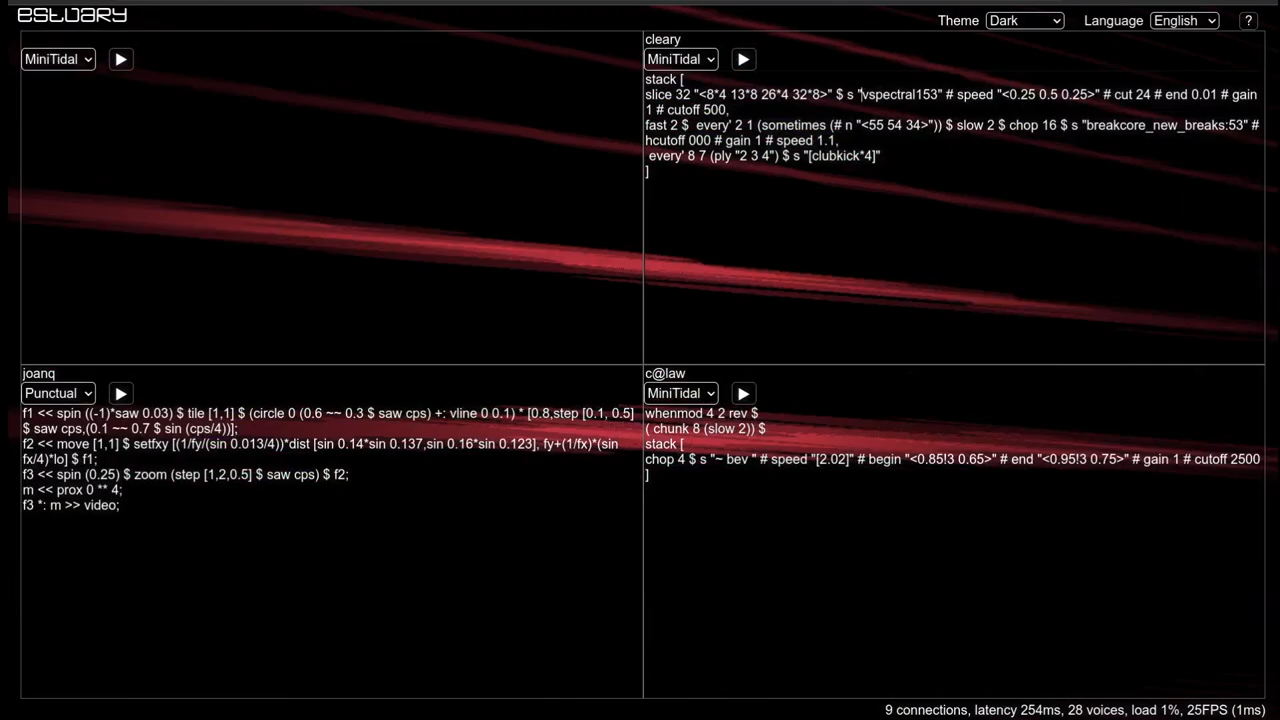 estuary
Theme Dark Language English ?
MiniTidal
cleary
MiniTidal
stack [
slice 32 "<8*4 13*8 26*4 32*8>" $ s "vspectral153" # speed "<0.25 0.5 0.25>" # cut 24 # end 0.01 # gain
1 # cutoff 500,
fast 2 $  every' 2 1 (sometimes (# n "<55 54 34>")) $ slow 2 $ chop 16 $ s "breakcore_new_breaks:53" #
hcutoff 000 # gain 1 # speed 1.1,
every' 8 7 (ply "2 3 4") $ s "[clubkick*4]"
]
joanq
Punctual
f1 << spin ((-1)*saw 0.03) $ tile [1,1] $ (circle 0 (0.6 ~~ 0.3 $ saw cps) +: vline 0 0.1) * [0.8,step [0.1, 0.5]
$ saw cps,(0.1 ~~ 0.7 $ sin (cps/4))];
f2 << move [1,1] $ setfxy [(1/fy/(sin 0.013/4))*dist [sin 0.14*sin 0.137,sin 0.16*sin 0.123], fy+(1/fx)*(sin
fx/4)*lo] $ f1;
f3 << spin (0.25) $ zoom (step [1,2,0.5] $ saw cps) $ f2;
m << prox 0 ** 4;
f3 *: m >> video;
c@law
MiniTidal
whenmod 4 2 rev $
( chunk 8 (slow 2)) $
stack [
chop 4 $ s "~ bev " # speed "[2.02]" # begin "<0.85!3 0.65>" # end "<0.95!3 0.75>" # gain 1 # cutoff 2500
]
9 connections, latency 254ms, 28 voices, load 1%, 25FPS (1ms)